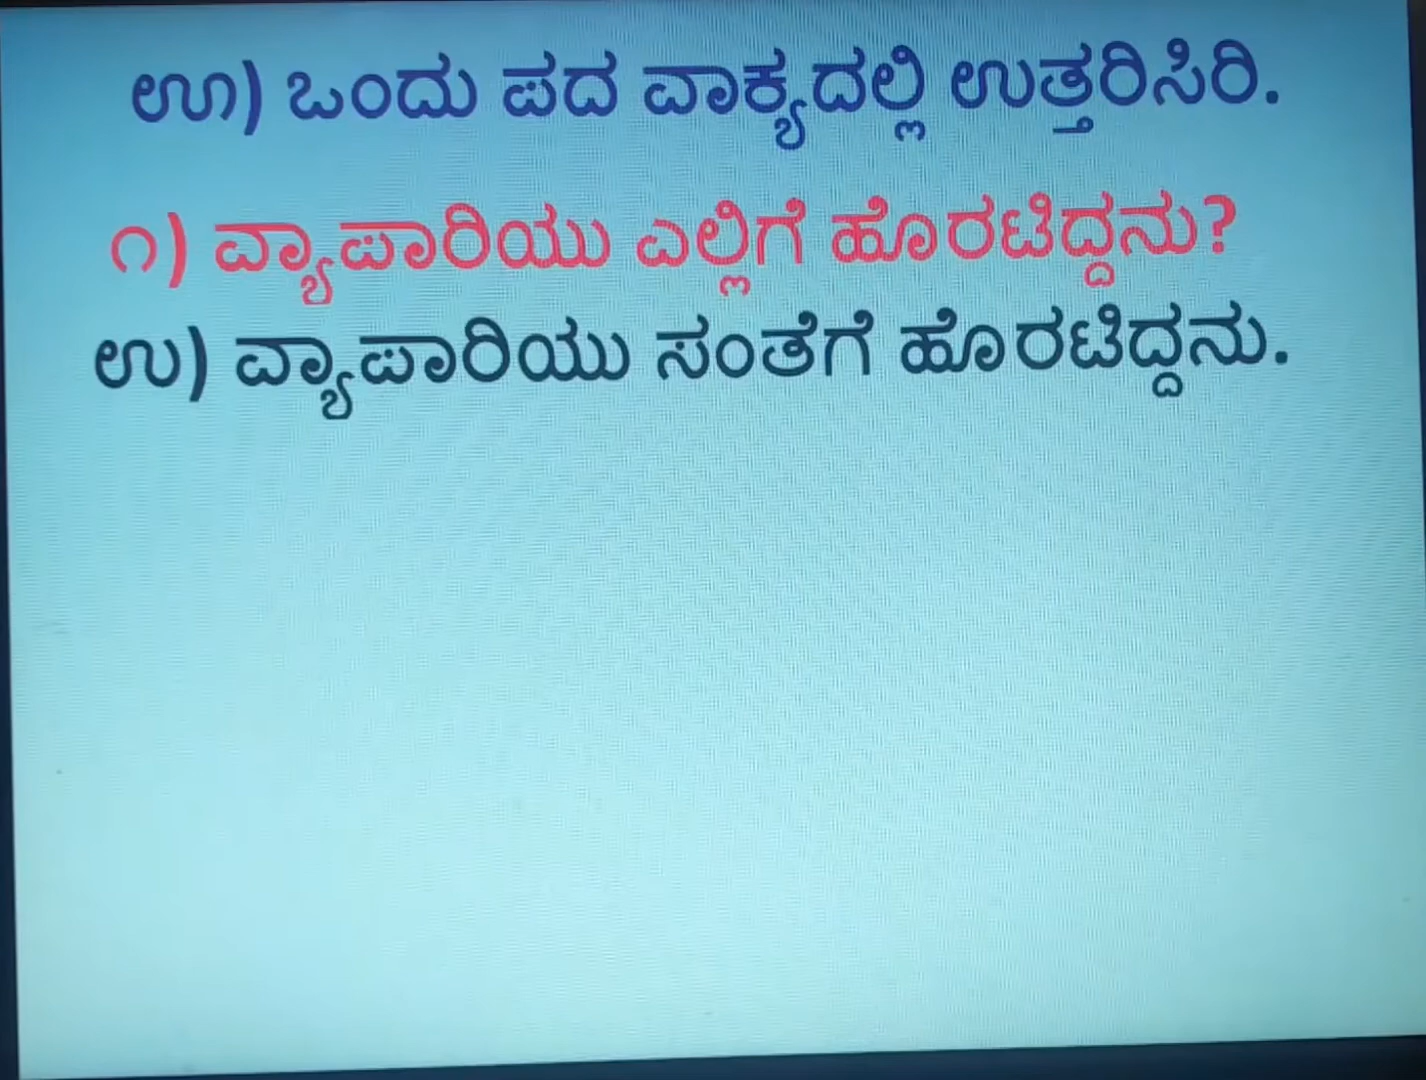 ಊ) ಒಂದು ಪದ ವಾಕ್ಯದಲ್ಲಿ ಉತ್ತರಿಸಿರಿ.
೧) ವ್ಯಾಪಾರಿಯು ಎಲ್ಲಿಗೆ ಹೊರಟಿದ್ದನು?
ಉ) ವ್ಯಾಪಾರಿಯು ಸಂತೆಗೆ ಹೊರಟಿದ್ದನು.